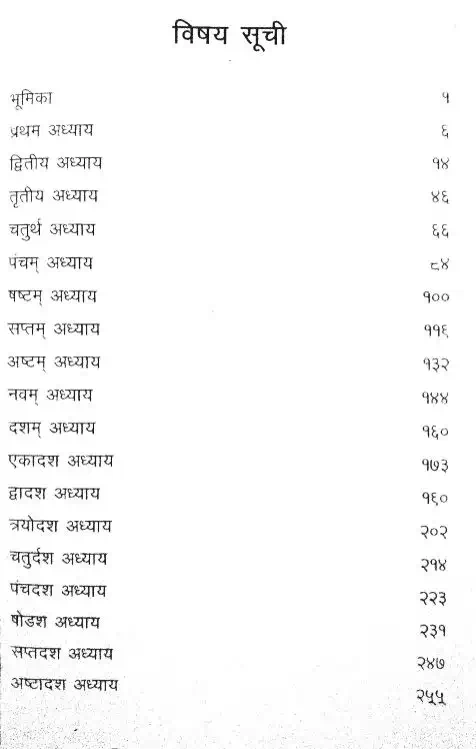 विषय सूची
भूमिका १
प्रथम अध्याय ६
द्वितीय अध्याय १४
तृतीय अध्याय ४६
चतुर्थ अध्याय ६६
पंचम् अध्याय ८४
षष्टम् अध्याय १००
सप्तम् अध्याय ११६
अष्टम् अध्याय १३२
नवम् अध्याय १४४
दशम् अध्याय १६०
एकादश अध्याय १७३
द्वादश अध्याय १९०
त्रयोदश अध्याय २०२
चतुर्दश अध्याय २१४
पंचदश अध्याय २२३
षोडश अध्याय २३१
सप्तदश अध्याय २४७
अष्टादश अध्याय २५५